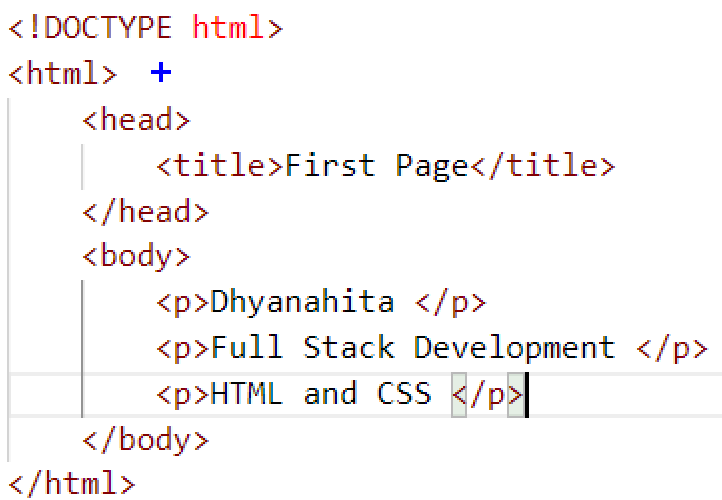 <!DOCTYPE html>
<html> +
<head>
<title>First Page</title>
</head>
<body>
<p>Dhyanahita </p>
<p>Full Stack Development </p>
<p>HTML and CSS </p>
</body>
</html>